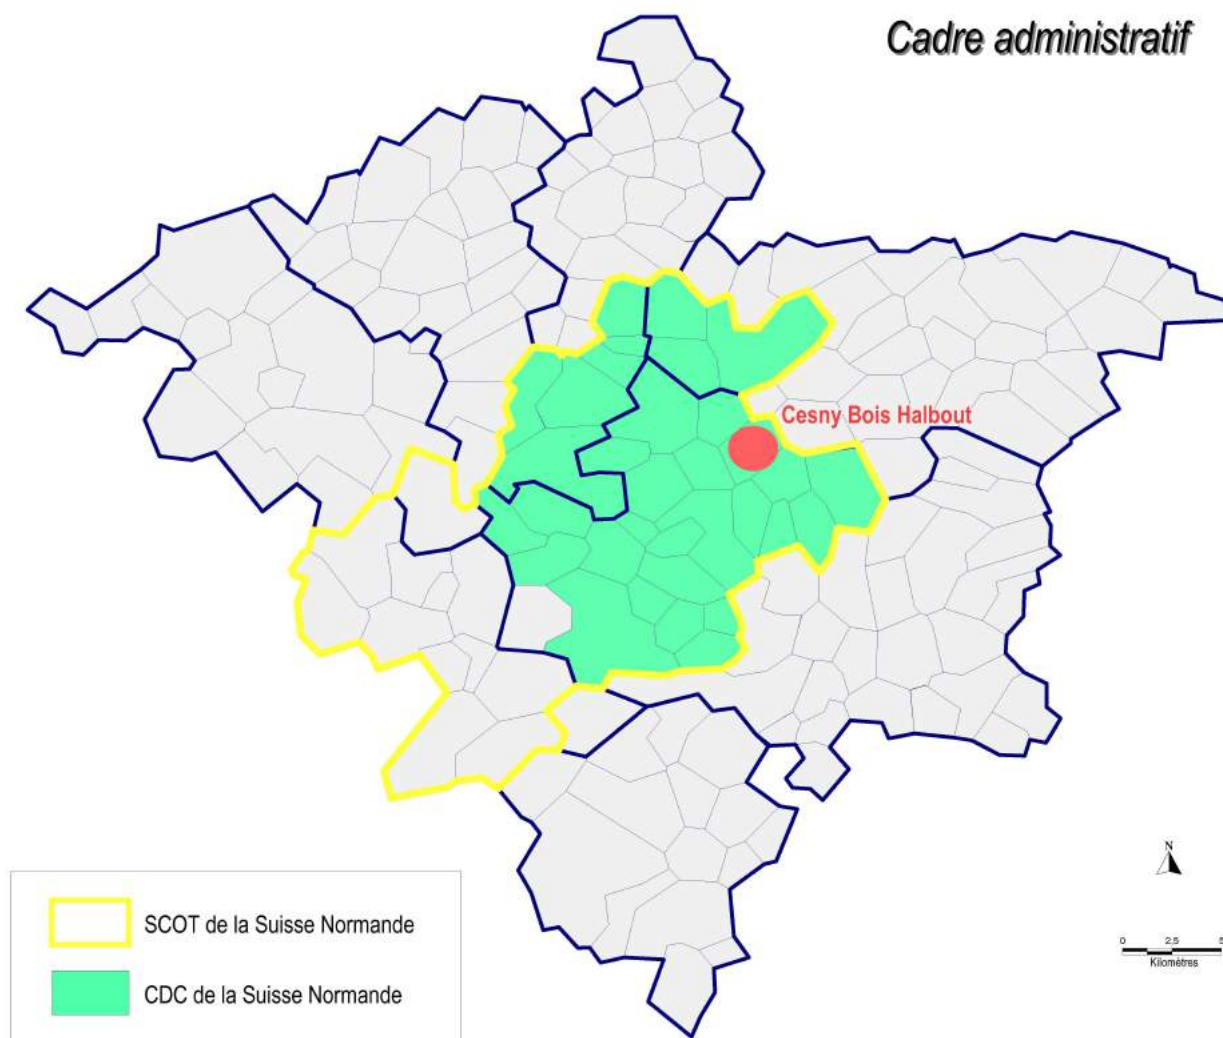 Cadre administratif
Cesny Bois Halbout
SCOT de la Suisse Normande
CDC de la Suisse Normande
N
0 2,5 5
Kilomètres